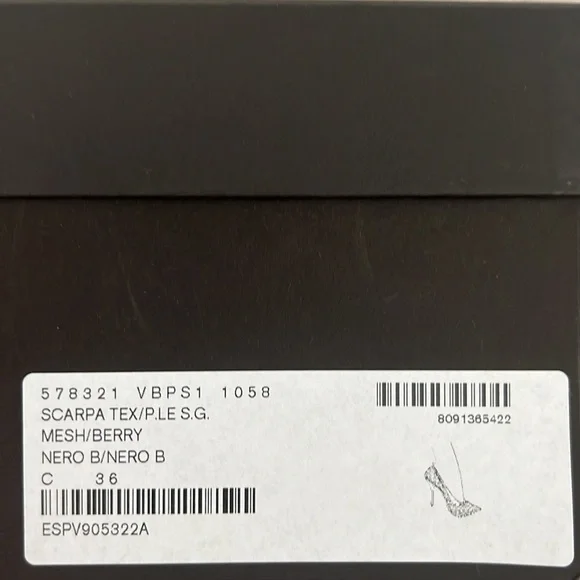 578321 VBPS1 1058
SCARPA TEX/P.LE S.G.
MESH/BERRY
NERO B/NERO B
C 36
ESPV905322A
8091365422